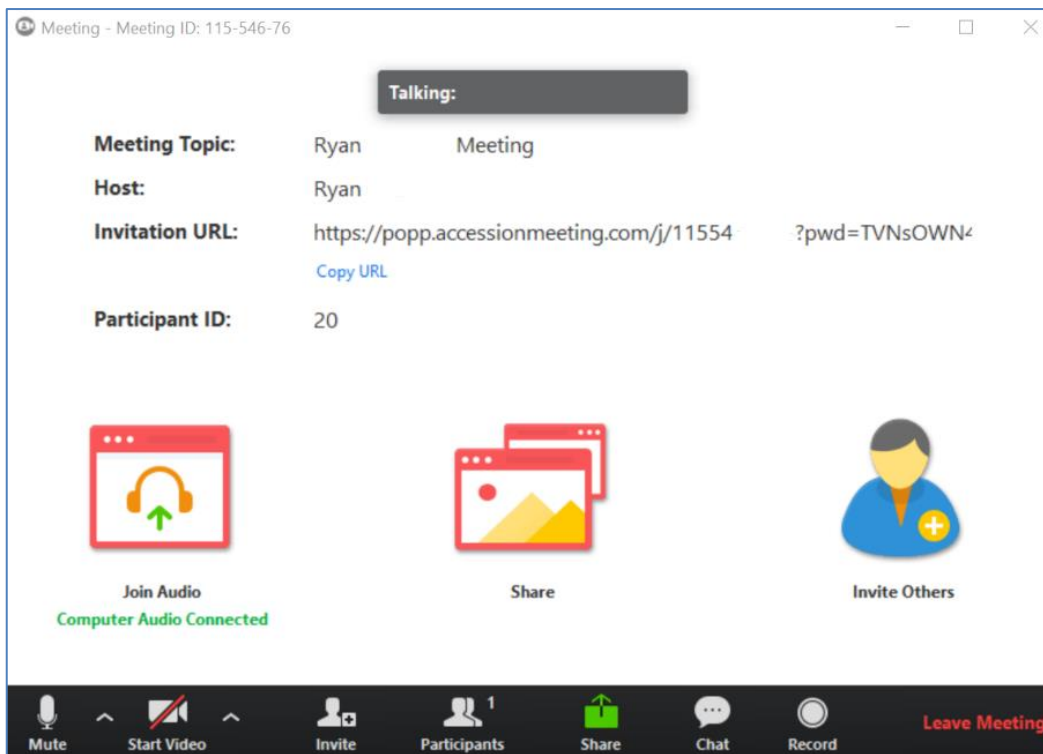 Meeting - Meeting ID: 115-546-76
Talking:
Meeting Topic: Ryan Meeting
Host: Ryan
Invitation URL: https://popp.accessionmeeting.com/j/11554 ?pwd=TVNsOWN4
Copy URL
Participant ID: 20
Join Audio Share Invite Others
Computer Audio Connected
1
Mute Start Video Invite Participants Share Chat Record Leave Meeting